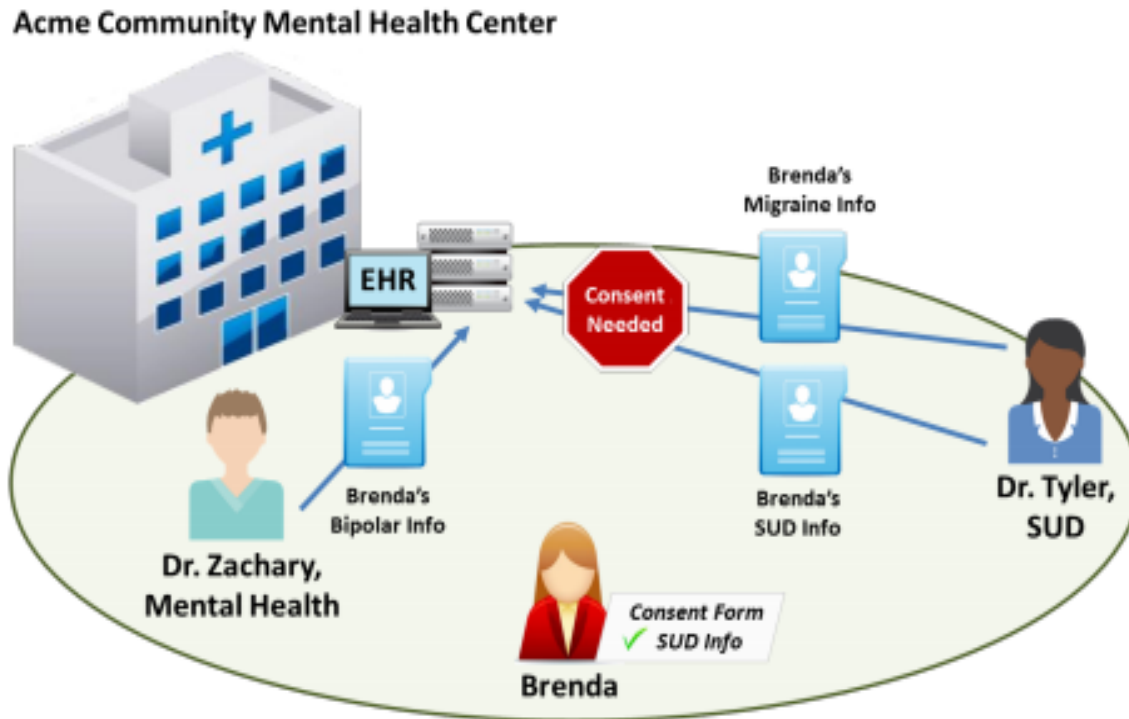 Acme Community Mental Health Center
Brenda's
Migraine Info
EHR
Consent
Needed
Brenda's
Bipolar Info
Brenda's
SUD Info
Dr. Tyler,
SUD
Dr. Zachary,
Mental Health
Consent Form
✓ SUD Info
Brenda